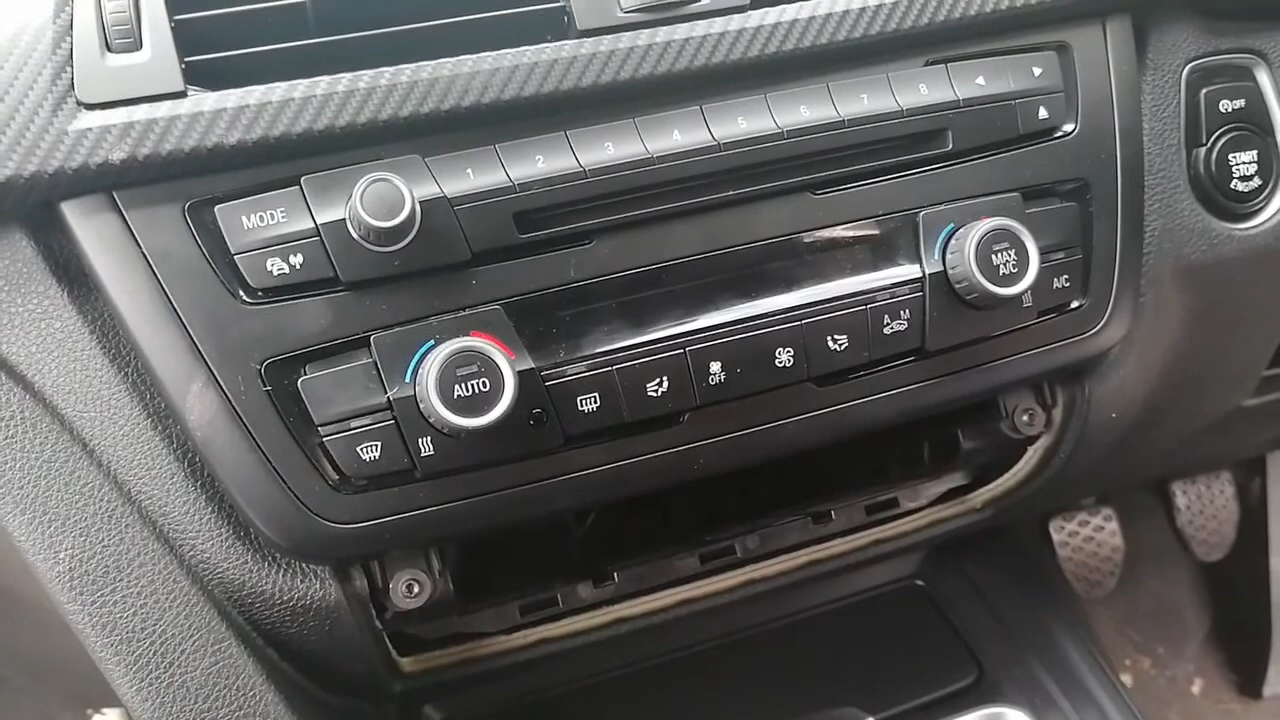 1 2 3 4 5 6 7 8
MODE
OFF
START
STOP
ENGINE
MAX
A/C
A/C
AUTO
OFF
A M